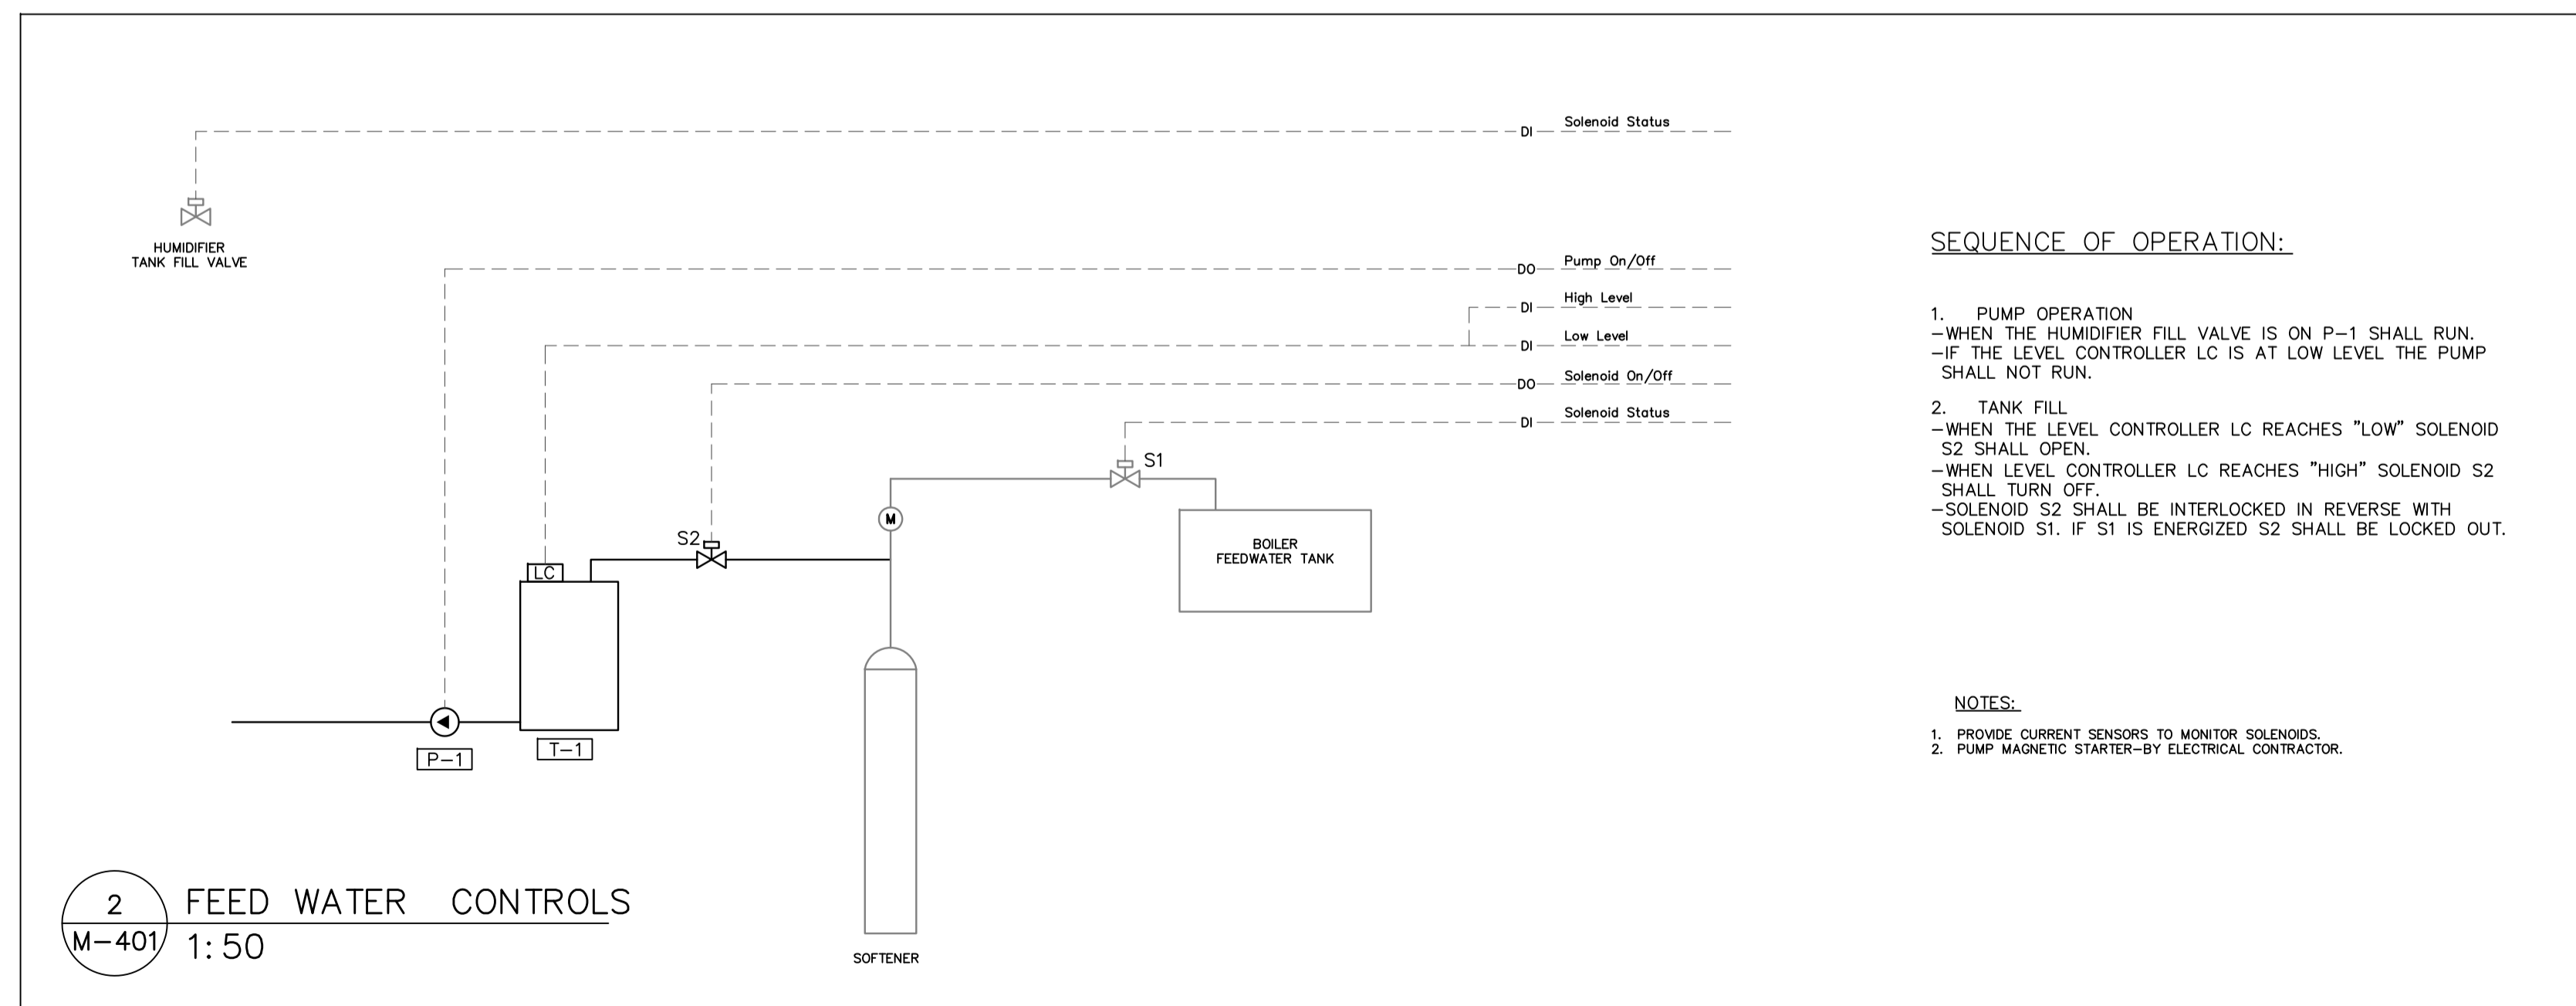 DI Solenoid Status
HUMIDIFIER
TANK FILL VALVE
DO Pump On/Off
DI High Level
DI Low Level
DO Solenoid On/Off
DI Solenoid Status
S1
M
S2
LC
BOILER
FEEDWATER TANK
T-1
P-1
SOFTENER
2
M-401
FEED WATER CONTROLS
1:50
SEQUENCE OF OPERATION:
1. PUMP OPERATION
-WHEN THE HUMIDIFIER FILL VALVE IS ON P-1 SHALL RUN.
-IF THE LEVEL CONTROLLER LC IS AT LOW LEVEL THE PUMP
SHALL NOT RUN.
2. TANK FILL
-WHEN THE LEVEL CONTROLLER LC REACHES "LOW" SOLENOID
S2 SHALL OPEN.
-WHEN LEVEL CONTROLLER LC REACHES "HIGH" SOLENOID S2
SHALL TURN OFF.
-SOLENOID S2 SHALL BE INTERLOCKED IN REVERSE WITH
SOLENOID S1. IF S1 IS ENERGIZED S2 SHALL BE LOCKED OUT.
NOTES:
1. PROVIDE CURRENT SENSORS TO MONITOR SOLENOIDS.
2. PUMP MAGNETIC STARTER-BY ELECTRICAL CONTRACTOR.